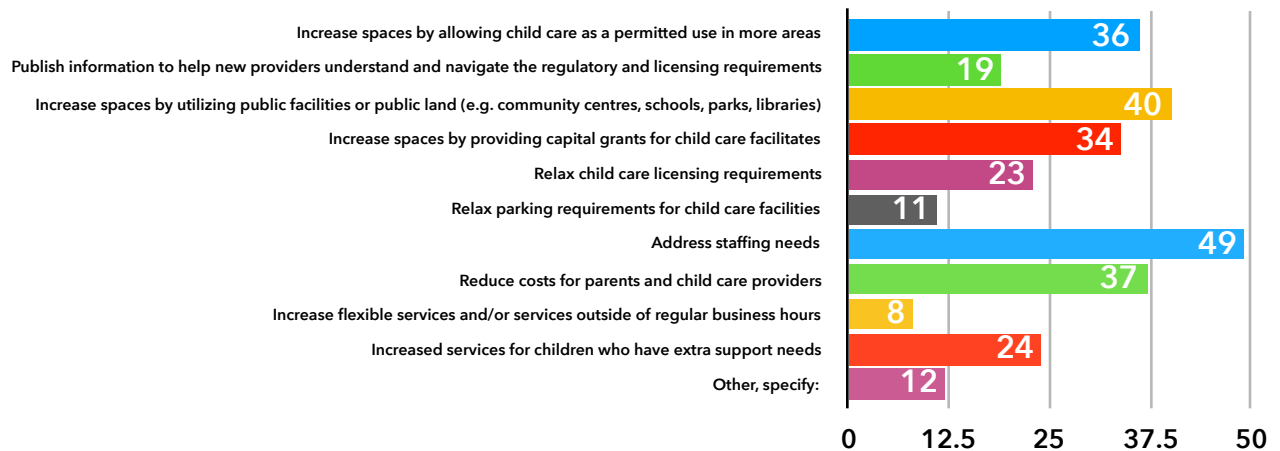 Increase spaces by allowing child care as a permitted use in more areas 36
Publish information to help new providers understand and navigate the regulatory and licensing requirements 19
Increase spaces by utilizing public facilities or public land (e.g. community centres, schools, parks, libraries) 40
Increase spaces by providing capital grants for child care facilitates 34
Relax child care licensing requirements 23
Relax parking requirements for child care facilities 11
Address staffing needs 49
Reduce costs for parents and child care providers 37
Increase flexible services and/or services outside of regular business hours 8
Increased services for children who have extra support needs 24
Other, specify: 12
0 12.5 25 37.5 50